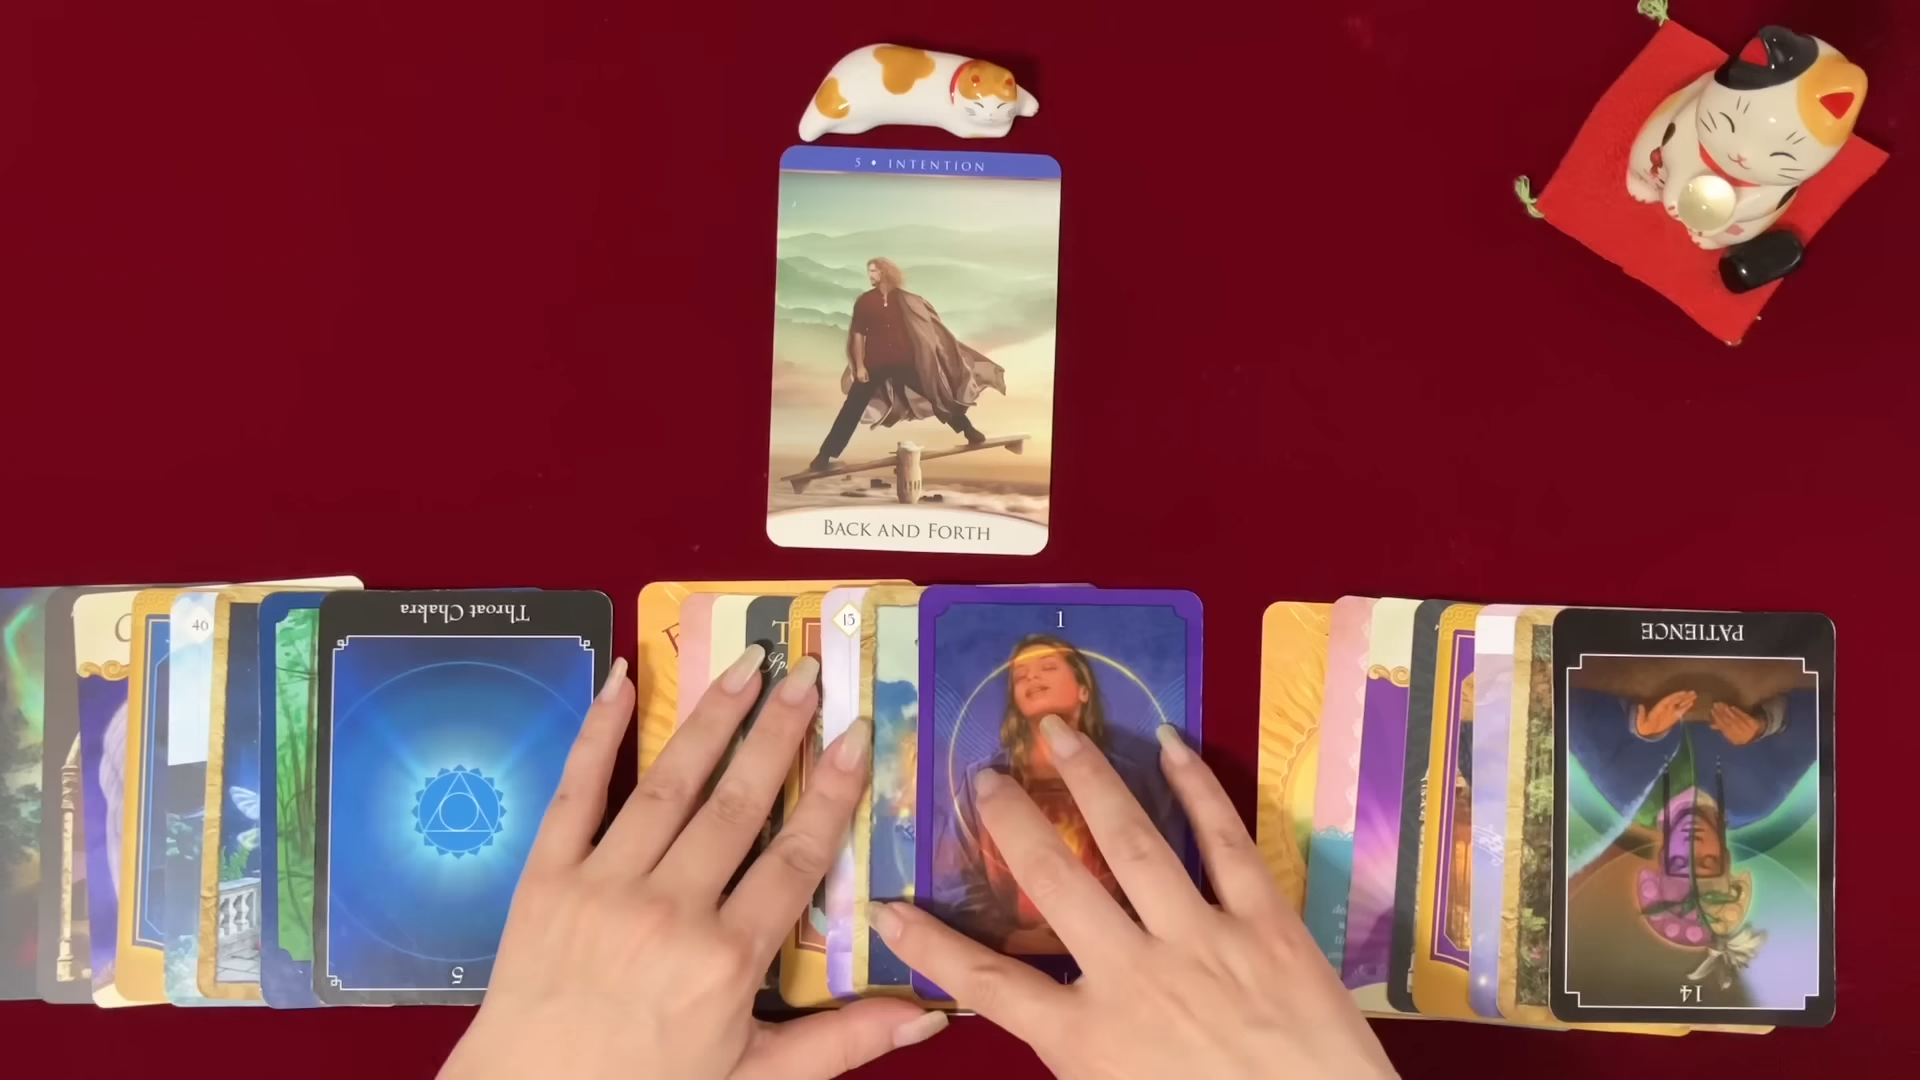 5 ♦ INTENTION
BACK AND FORTH
Throat Chakra
5
40
15
1
PATIENCE
14